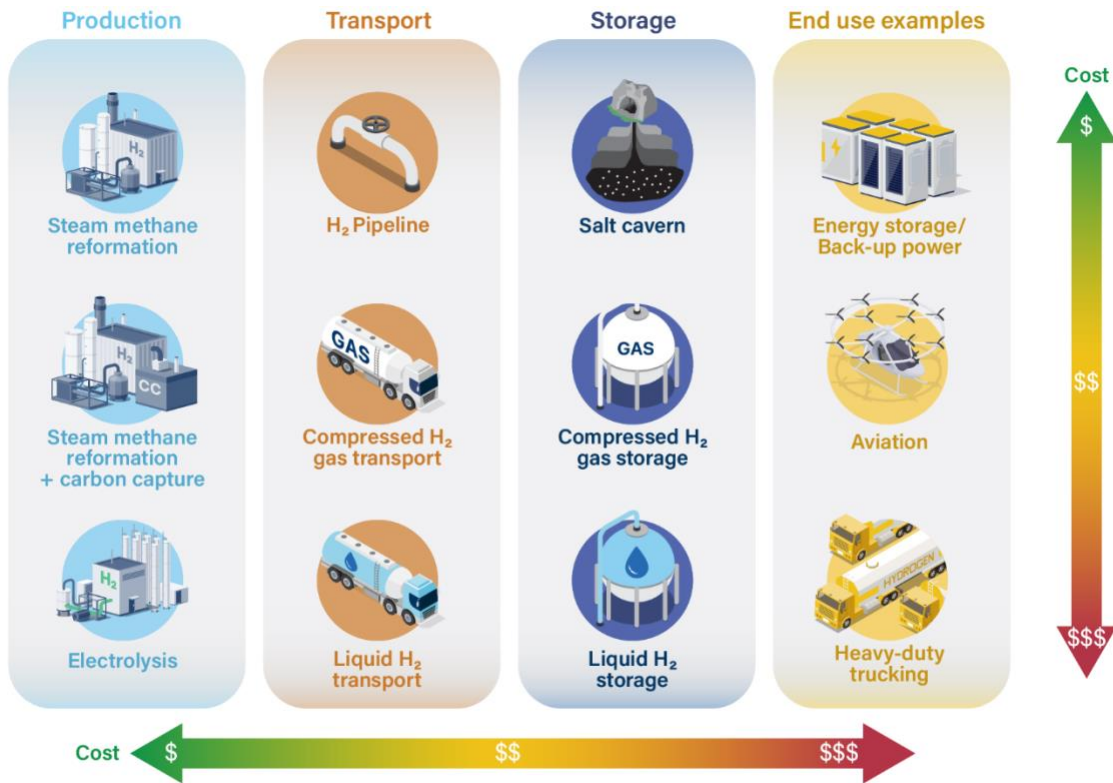 Production
Transport
Storage
End use examples
Cost
$
$$
$$$
H₂
Steam methane
reformation
H₂ Pipeline
Salt cavern
Energy storage/
Back-up power
H₂
CC
Steam methane
reformation
+ carbon capture
GAS
Compressed H₂
gas transport
GAS
Compressed H₂
gas storage
Aviation
H₂
Electrolysis
Liquid H₂
transport
Liquid H₂
storage
HYDROGEN
Heavy-duty
trucking
Cost
$
$$
$$$